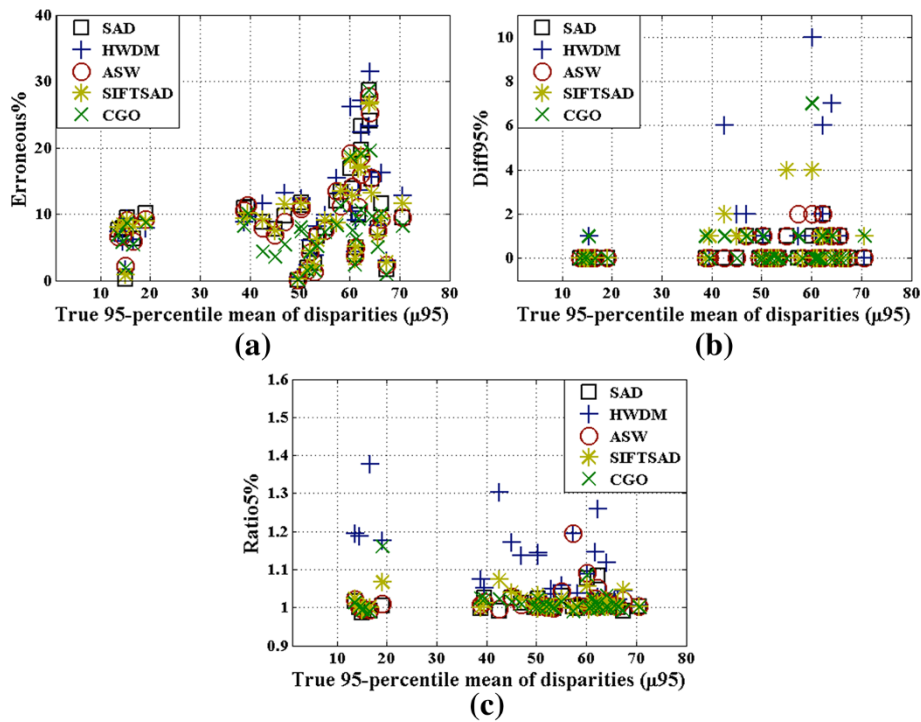 SAD
HWDM
ASW
SIFTSAD
CGO
Erroneous%
40
30
20
10
0
10 20 30 40 50 60 70 80
True 95-percentile mean of disparities (μ95)
(a)
SAD
HWDM
ASW
SIFTSAD
CGO
Diff95%
10
8
6
4
2
0
10 20 30 40 50 60 70 80
True 95-percentile mean of disparities (μ95)
(b)
SAD
HWDM
ASW
SIFTSAD
CGO
Ratio5%
1.6
1.5
1.4
1.3
1.2
1.1
1
0.9
10 20 30 40 50 60 70 80
True 95-percentile mean of disparities (μ95)
(c)